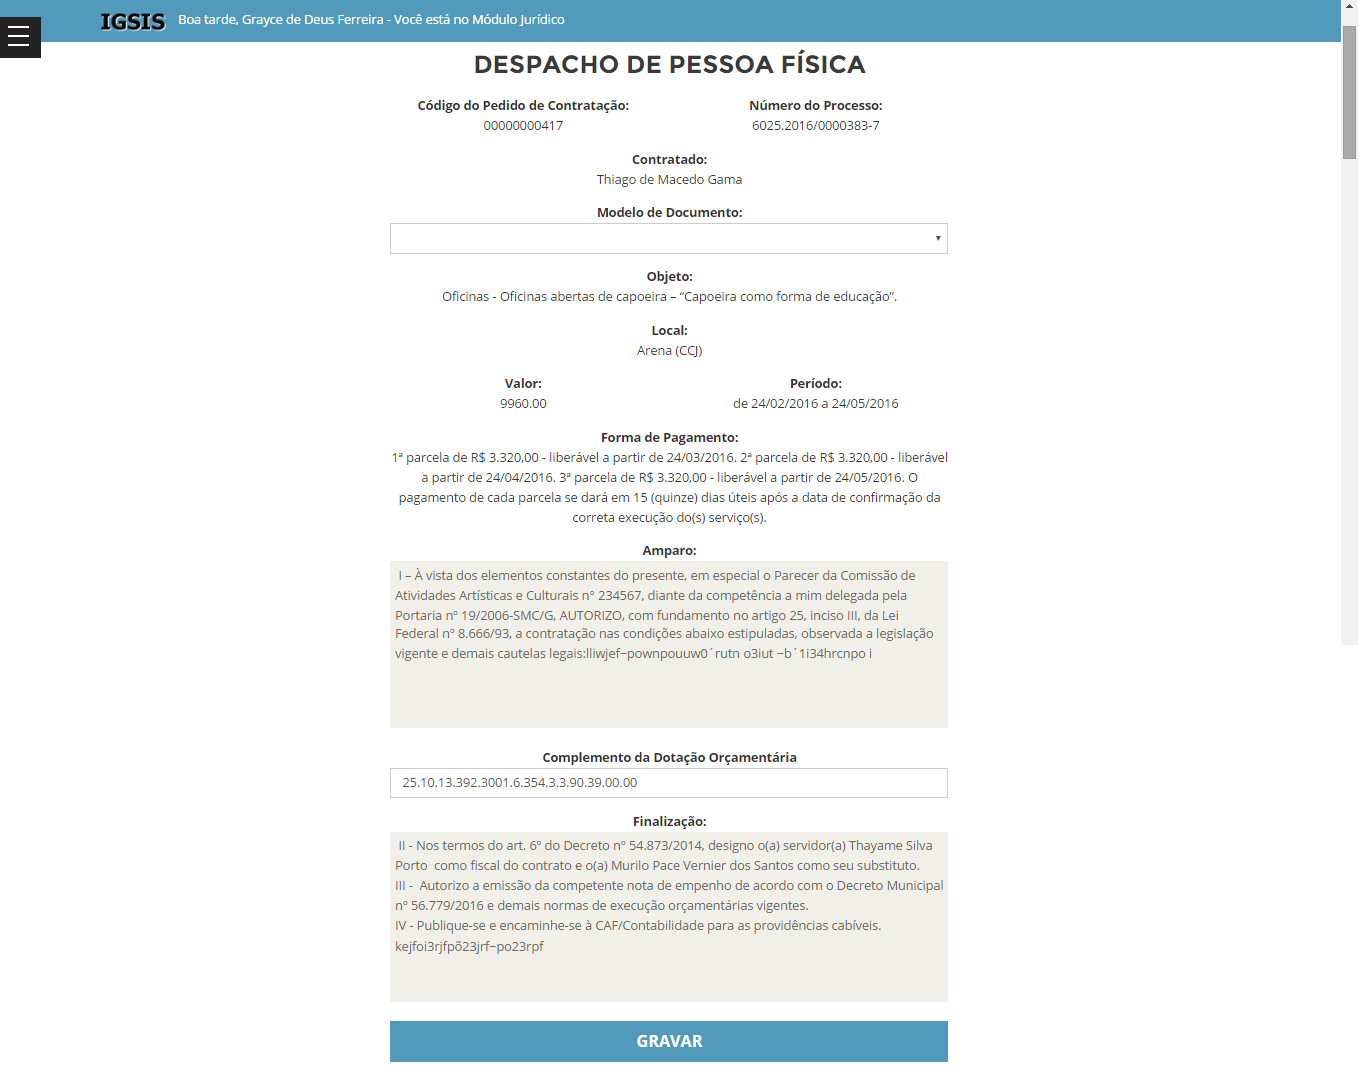 IGSIS Boa tarde, Grayce de Deus Ferreira - Você está no Módulo Jurídico
DESPACHO DE PESSOA FÍSICA
Código do Pedido de Contratação: Número do Processo:
00000000417 6025.2016/0000383-7
Contratado:
Thiago de Macedo Gama
Modelo de Documento:
Objeto:
Oficinas - Oficinas abertas de capoeira – “Capoeira como forma de educação”.
Local:
Arena (CCJ)
Valor: Período:
9960.00 de 24/02/2016 a 24/05/2016
Forma de Pagamento:
1ª parcela de R$ 3.320,00 - liberável a partir de 24/03/2016. 2ª parcela de R$ 3.320,00 - liberável
a partir de 24/04/2016. 3ª parcela de R$ 3.320,00 - liberável a partir de 24/05/2016. O
pagamento de cada parcela se dará em 15 (quinze) dias úteis após a data de confirmação da
correta execução do(s) serviço(s).
Amparo:
I – À vista dos elementos constantes do presente, em especial o Parecer da Comissão de
Atividades Artísticas e Culturais n° 234567, diante da competência a mim delegada pela
Portaria nº 19/2006-SMC/G, AUTORIZO, com fundamento no artigo 25, inciso III, da Lei
Federal nº 8.666/93, a contratação nas condições abaixo estipuladas, observada a legislação
vigente e demais cautelas legais:lliwjef~pownpouuw0´rutn o3iut ~b´1i34hrcnpo i
Complemento da Dotação Orçamentária
25.10.13.392.3001.6.354.3.3.90.39.00.00
Finalização:
II - Nos termos do art. 6º do Decreto nº 54.873/2014, designo o(a) servidor(a) Thayame Silva
Porto  como fiscal do contrato e o(a) Murilo Pace Vernier dos Santos como seu substituto.
III -  Autorizo a emissão da competente nota de empenho de acordo com o Decreto Municipal
nº 56.779/2016 e demais normas de execução orçamentárias vigentes.
IV - Publique-se e encaminhe-se à CAF/Contabilidade para as providências cabíveis.
kejfoi3rjfpõ23jrf~po23rpf
GRAVAR